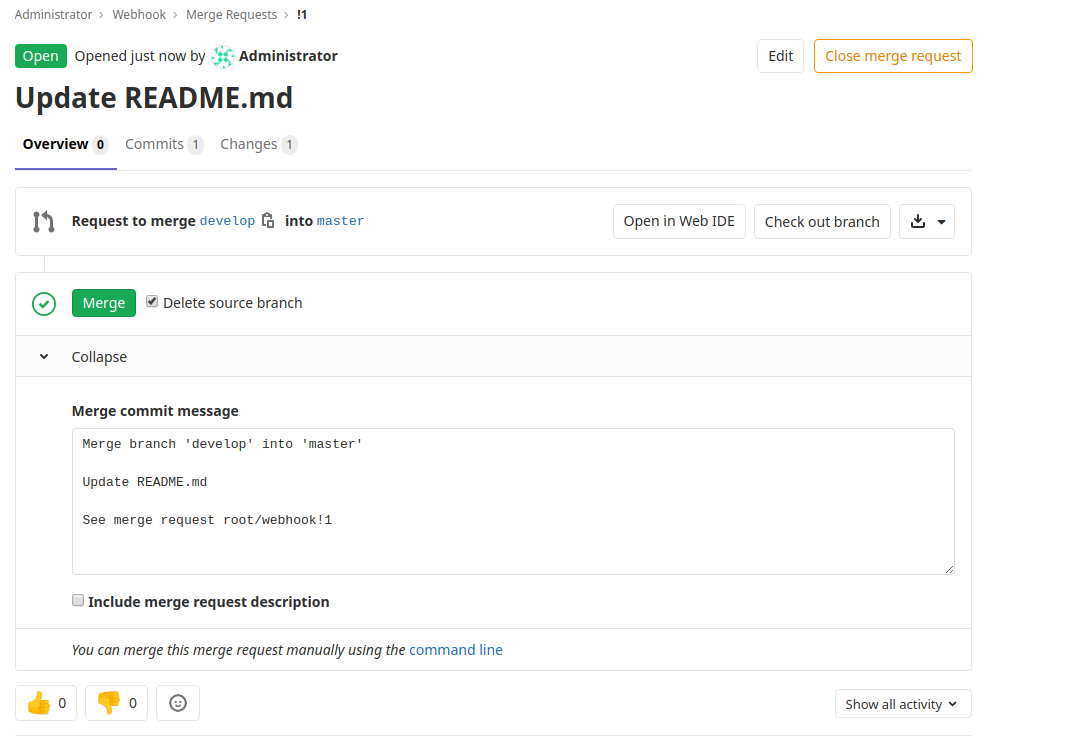 Administrator › Webhook › Merge Requests › !1
Open Opened just now by Administrator Edit Close merge request
Update README.md
Overview 0 Commits 1 Changes 1
Request to merge develop into master Open in Web IDE Check out branch
Merge Delete source branch
Collapse
Merge commit message
Merge branch 'develop' into 'master'
Update README.md
See merge request root/webhook!1
Include merge request description
You can merge this merge request manually using the command line
0 0 Show all activity